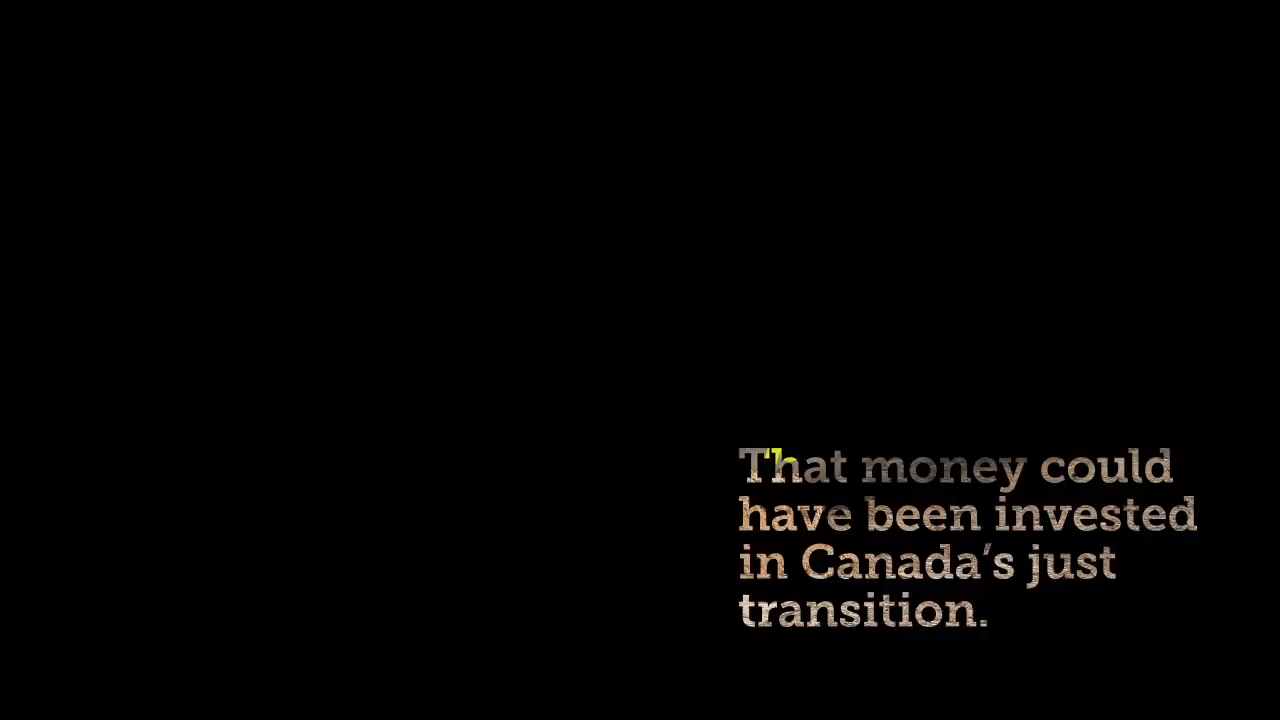 That money could
have been invested
in Canada's just
transition.